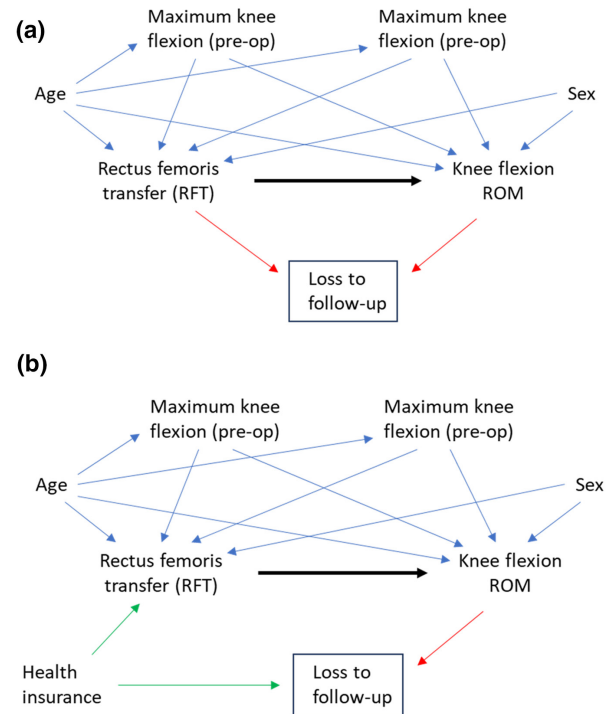 (a)
Maximum knee
flexion (pre-op)
Maximum knee
flexion (pre-op)
Age
Sex
Rectus femoris
transfer (RFT)
Knee flexion
ROM
Loss to
follow-up
(b)
Maximum knee
flexion (pre-op)
Maximum knee
flexion (pre-op)
Age
Sex
Rectus femoris
transfer (RFT)
Knee flexion
ROM
Health
insurance
Loss to
follow-up